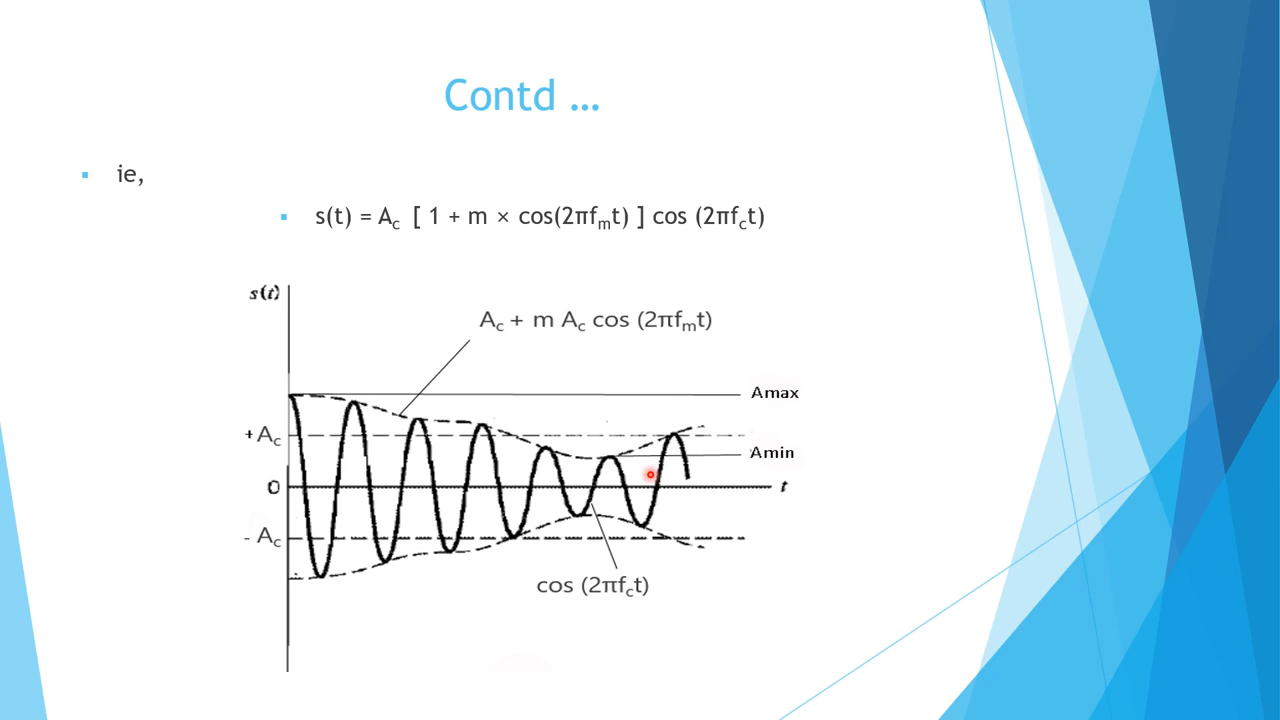 Contd ...
▪ ie,
▪ s(t) = A_c [ 1 + m × cos(2πf_mt) ] cos (2πf_ct)
s(t)
A_c + m A_c cos (2πf_mt)
Amax
+A_c
Amin
0
t
- A_c
cos (2πf_ct)